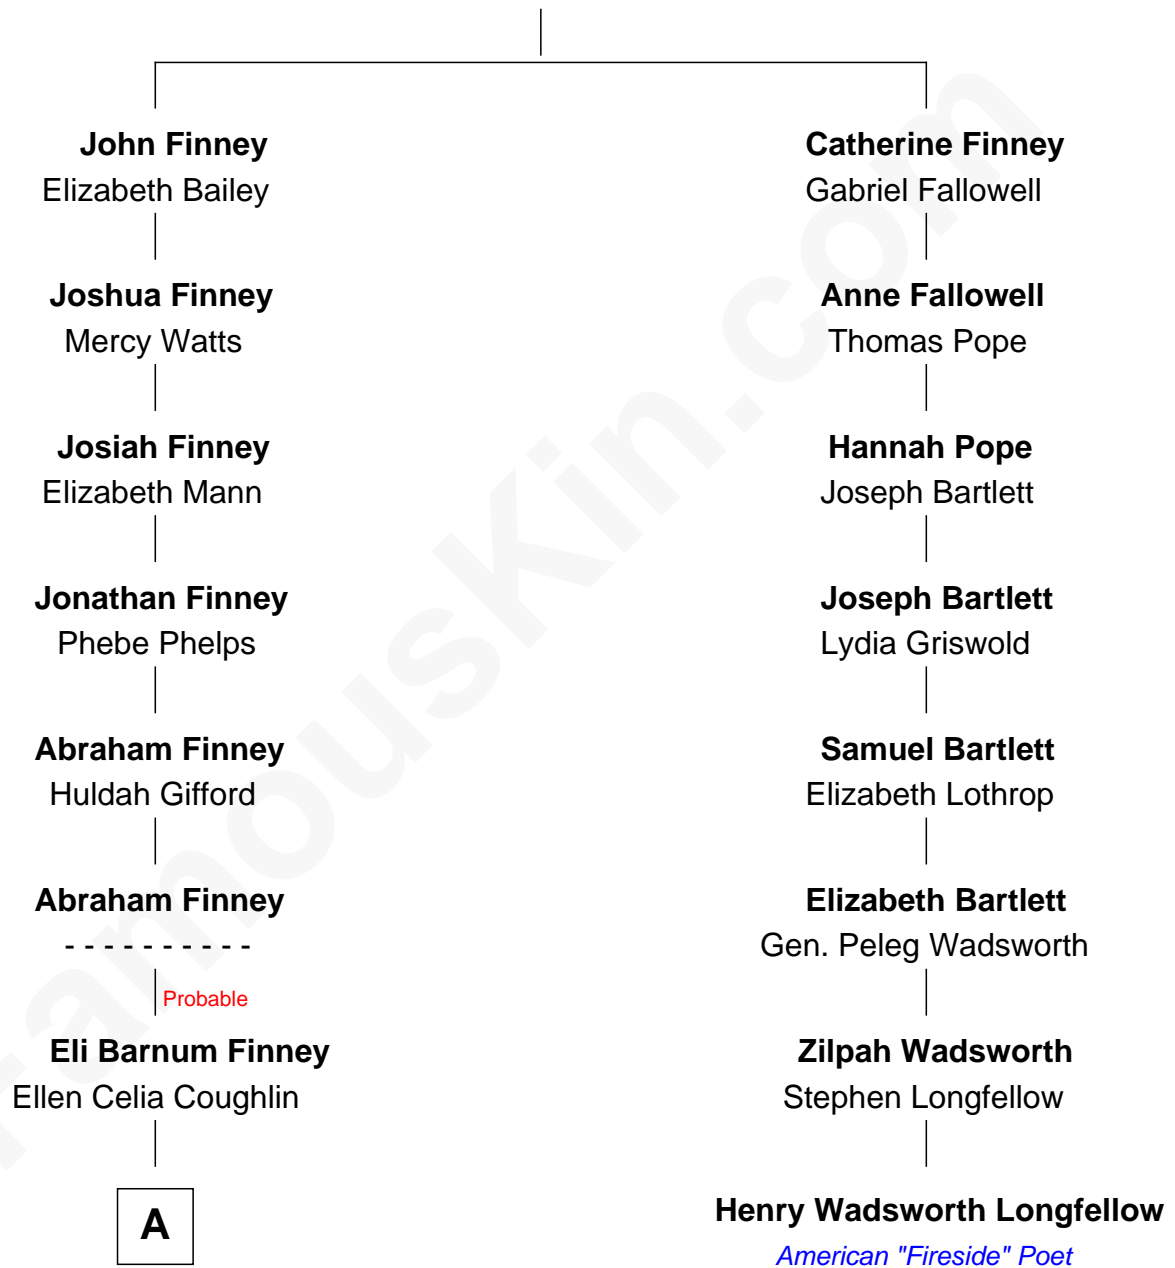 John Finney
Elizabeth Bailey
Catherine Finney
Gabriel Fallowell
Joshua Finney
Mercy Watts
Anne Fallowell
Thomas Pope
Josiah Finney
Elizabeth Mann
Hannah Pope
Joseph Bartlett
Jonathan Finney
Phebe Phelps
Joseph Bartlett
Lydia Griswold
Abraham Finney
Huldah Gifford
Samuel Bartlett
Elizabeth Lothrop
Abraham Finney
- - - - - - - - - -
Elizabeth Bartlett
Gen. Peleg Wadsworth
Probable
Eli Barnum Finney
Ellen Celia Coughlin
Zilpah Wadsworth
Stephen Longfellow
A
Henry Wadsworth Longfellow
American "Fireside" Poet
FamousKin.com